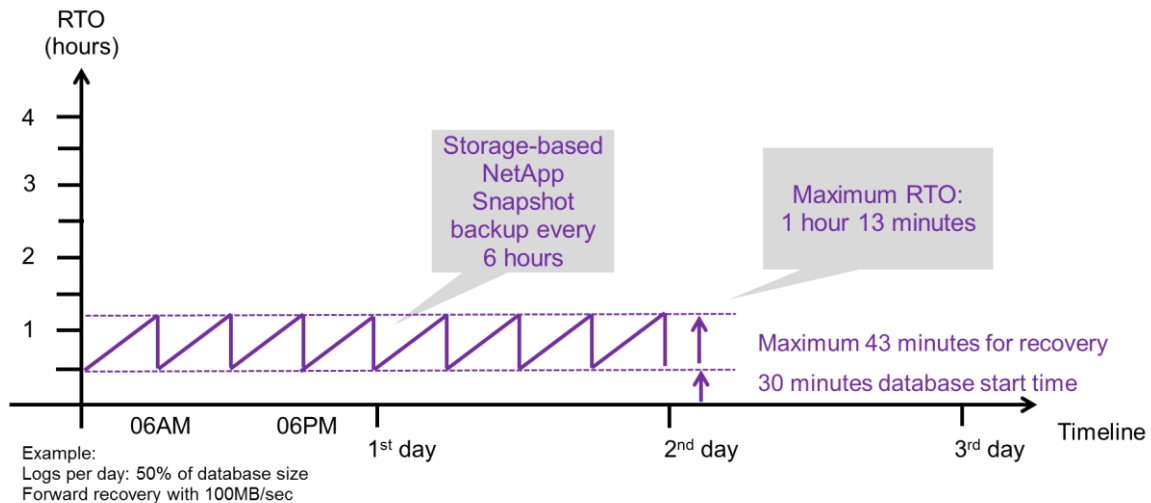 RTO
(hours)
4
3
2
1
Storage-based
NetApp
Snapshot
backup every
6 hours
Maximum RTO:
1 hour 13 minutes
Maximum 43 minutes for recovery
30 minutes database start time
06AM
06PM
1st day
2nd day
3rd day
Timeline
Example:
Logs per day: 50% of database size
Forward recovery with 100MB/sec